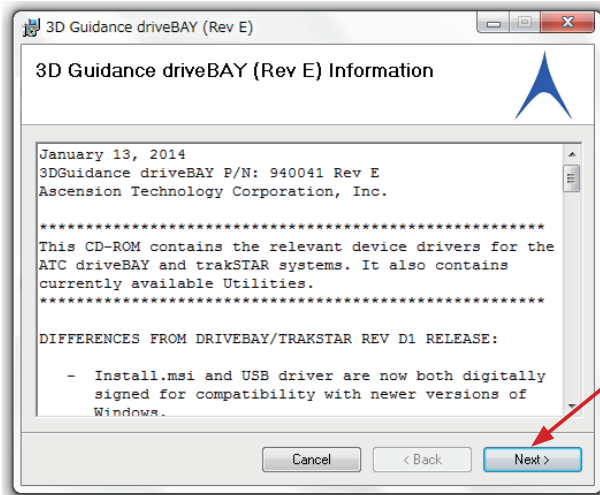 3D Guidance driveBAY (Rev E)
3D Guidance driveBAY (Rev E) Information
January 13, 2014
3DGuidance driveBAY P/N: 940041 Rev E
Ascension Technology Corporation, Inc.
********************************************************
This CD-ROM contains the relevant device drivers for the
ATC driveBAY and trakSTAR systems. It also contains
currently available Utilities.
********************************************************
DIFFERENCES FROM DRIVEBAY/TRAKSTAR REV D1 RELEASE:
- Install.msi and USB driver are now both digitally
signed for compatibility with newer versions of
Windows.
Cancel < Back Next >